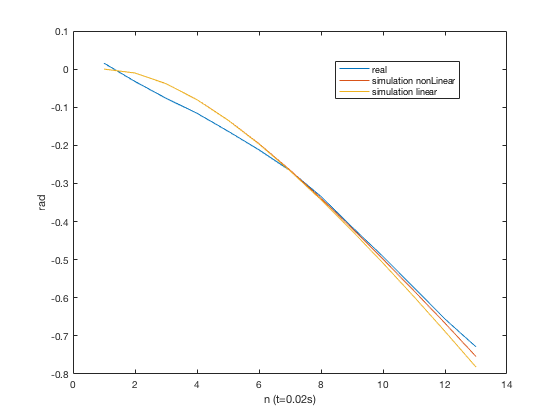 0.1
0
-0.1
-0.2
-0.3
-0.4
-0.5
-0.6
-0.7
-0.8
rad
real
simulation nonLinear
simulation linear
0 2 4 6 8 10 12 14
n (t=0.02s)